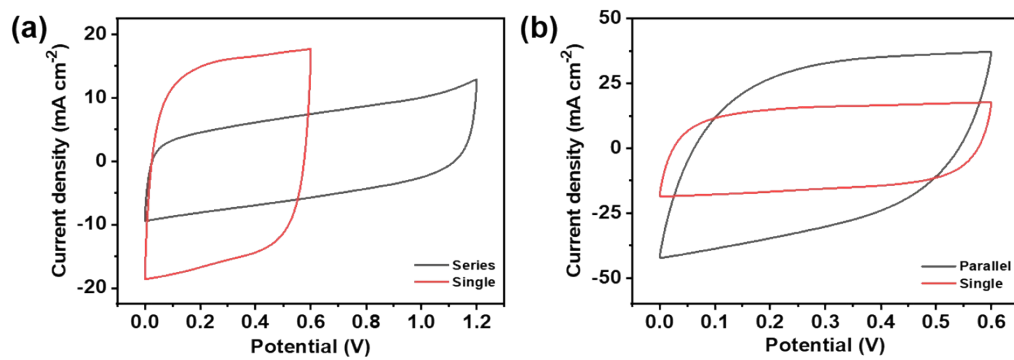 (a)
Current density (mA cm⁻²)
20
10
0
-10
-20
0.0 0.2 0.4 0.6 0.8 1.0 1.2
Potential (V)
Series
Single
(b)
Current density (mA cm⁻²)
50
25
0
-25
-50
0.0 0.1 0.2 0.3 0.4 0.5 0.6
Potential (V)
Parallel
Single